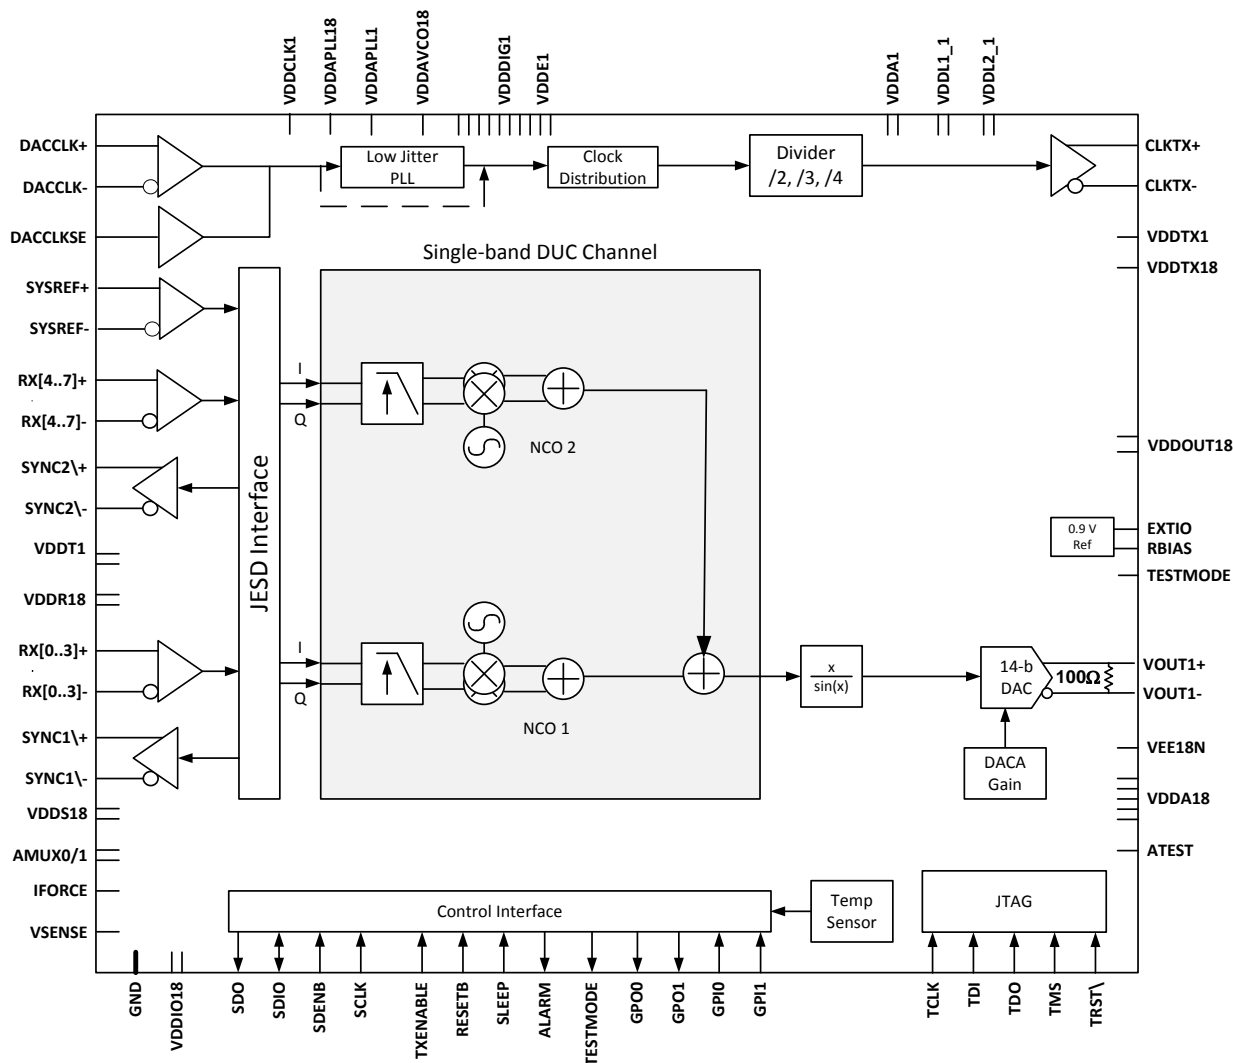 VDDCLK1
VDDAPLL18
VDDAPLL1
VDDAVCO18
VDDDIG1
VDDE1
VDDA1
VDDL1_1
VDDL2_1
DACCLK+
DACCLK-
DACCLKSE
Low Jitter
PLL
Clock
Distribution
Divider
/2, /3, /4
CLKTX+
CLKTX-
VDDTX1
VDDTX18
Single-band DUC Channel
SYSREF+
SYSREF-
RX[4..7]+
RX[4..7]-
SYNC2\+
SYNC2\-
VDDT1
VDDR18
RX[0..3]+
RX[0..3]-
SYNC1\+
SYNC1\-
VDDS18
AMUX0/1
IFORCE
VSENSE
JESD Interface
I
Q
NCO 2
I
Q
NCO 1
x
sin(x)
14-b
DAC
100Ω
DACA
Gain
VDDOUT18
0.9 V
Ref
EXTIO
RBIAS
TESTMODE
VOUT1+
VOUT1-
VEE18N
VDDA18
ATEST
Control Interface
Temp
Sensor
JTAG
GND
VDDIO18
SDO
SDIO
SDENB
SCLK
TXENABLE
RESETB
SLEEP
ALARM
TESTMODE
GPO0
GPO1
GPI0
GPI1
TCLK
TDI
TDO
TMS
TRST\